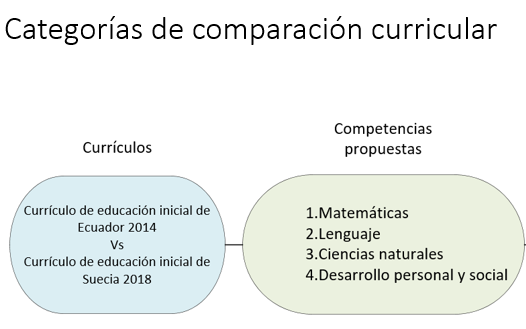 Categorías de comparación curricular
Currículos
Competencias
propuestas
Currículo de educación inicial de
Ecuador 2014
Vs
Currículo de educación inicial de
Suecia 2018
1.Matemáticas
2.Lenguaje
3.Ciencias naturales
4.Desarrollo personal y social